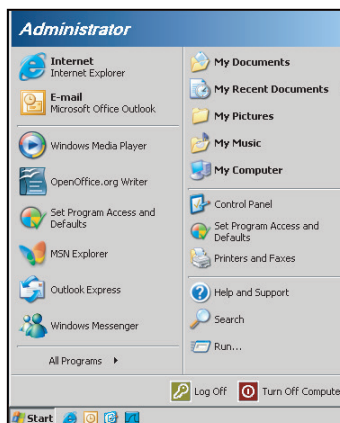 Administrator
Internet
Internet Explorer
E-mail
Microsoft Office Outlook
Windows Media Player
OpenOffice.org Writer
Set Program Access and
Defaults
MSN Explorer
Outlook Express
Windows Messenger
All Programs
My Documents
My Recent Documents
My Pictures
My Music
My Computer
Control Panel
Set Program Access and
Defaults
Printers and Faxes
Help and Support
Search
Run...
Log Off
Turn Off Compute
Start